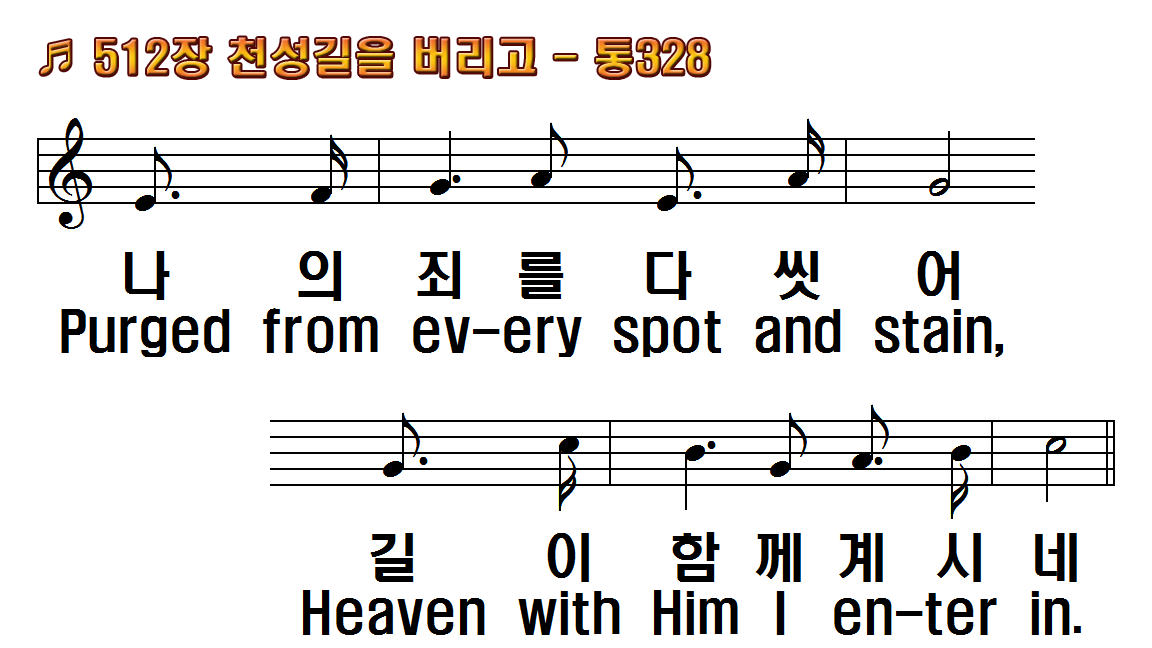 ♬ 512장 천성길을 버리고 - 통328
나 의 죄 를 다 씻 어
Purged from ev-ery spot and stain,
길 이 함 께 계 시 네
Heaven with Him I en-ter in.